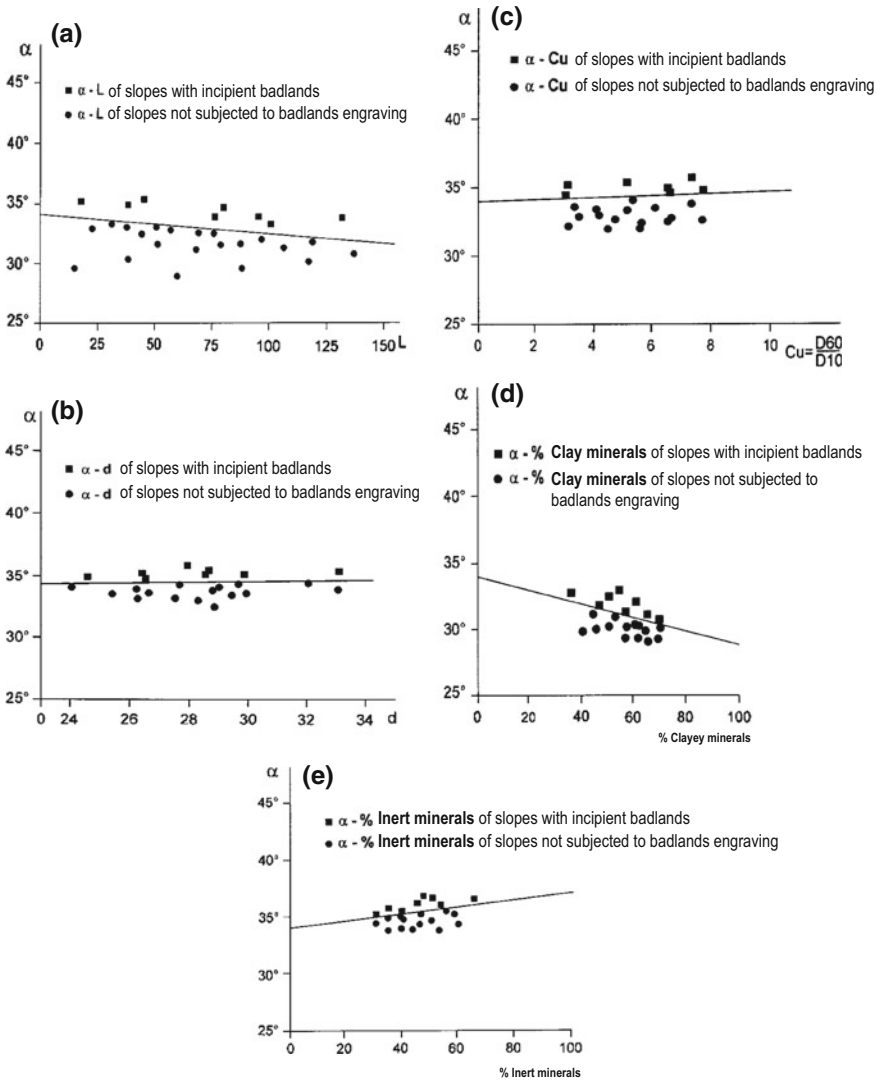 (a)
α
■ α - L of slopes with incipient badlands
● α - L of slopes not subjected to badlands engraving
45°
40°
35°
30°
25°
0 25 50 75 100 125 150 L
(c)
α
■ α - Cu of slopes with incipient badlands
● α - Cu of slopes not subjected to badlands engraving
45°
40°
35°
30°
25°
0 2 4 6 8 10 Cu=D60/D10
(b)
α
■ α - d of slopes with incipient badlands
● α - d of slopes not subjected to badlands engraving
45°
40°
35°
30°
25°
0 24 26 28 30 32 34 d
(d)
α
■ α - % Clay minerals of slopes with incipient badlands
● α - % Clay minerals of slopes not subjected to
badlands engraving
45°
40°
35°
30°
25°
0 20 40 60 80 100
% Clayey minerals
(e)
α
■ α - % Inert minerals of slopes with incipient badlands
● α - % Inert minerals of slopes not subjected to badlands engraving
45°
40°
35°
30°
25°
0 20 40 60 80 100
% Inert minerals